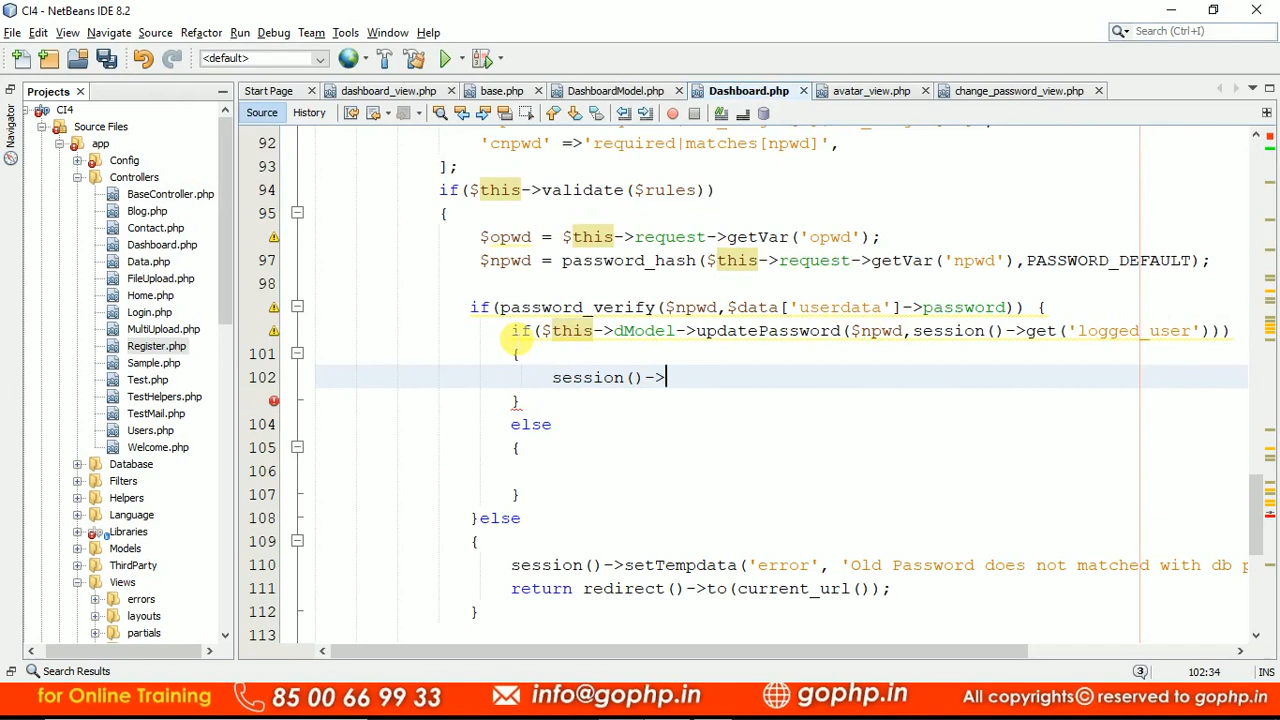 CI4 - NetBeans IDE 8.2
File Edit View Navigate Source Refactor Run Debug Team Tools Window Help
Search (Ctrl+I)
<default>
Projects
Start Page
dashboard_view.php
base.php
DashboardModel.php
Dashboard.php
avatar_view.php
change_password_view.php
Navigator
Source History
CI4
Source Files
app
Config
Controllers
BaseController.php
Blog.php
Contact.php
Dashboard.php
Data.php
FileUpload.php
Home.php
Login.php
MultiUpload.php
Register.php
Sample.php
Test.php
TestHelpers.php
TestMail.php
Users.php
Welcome.php
Database
Filters
Helpers
Language
Libraries
Models
ThirdParty
Views
errors
layouts
partials
92 'cnpwd' =>'required|matches[npwd]',
93 ];
94 if($this->validate($rules))
95 {
$opwd = $this->request->getVar('opwd');
97 $npwd = password_hash($this->request->getVar('npwd'),PASSWORD_DEFAULT);
98
if(password_verify($npwd,$data['userdata']->password)) {
if($this->dModel->updatePassword($npwd,session()->get('logged_user')))
101 {
102 session()->
}
104 else
105 {
106
107 }
108 }else
109 {
110 session()->setTempdata('error', 'Old Password does not matched with db p
111 return redirect()->to(current_url());
112 }
113
Search Results
3
102:34
INS
for Online Training 85 00 66 99 33 info@gophp.in gophp.in All copyrights® reserved to gophp.in